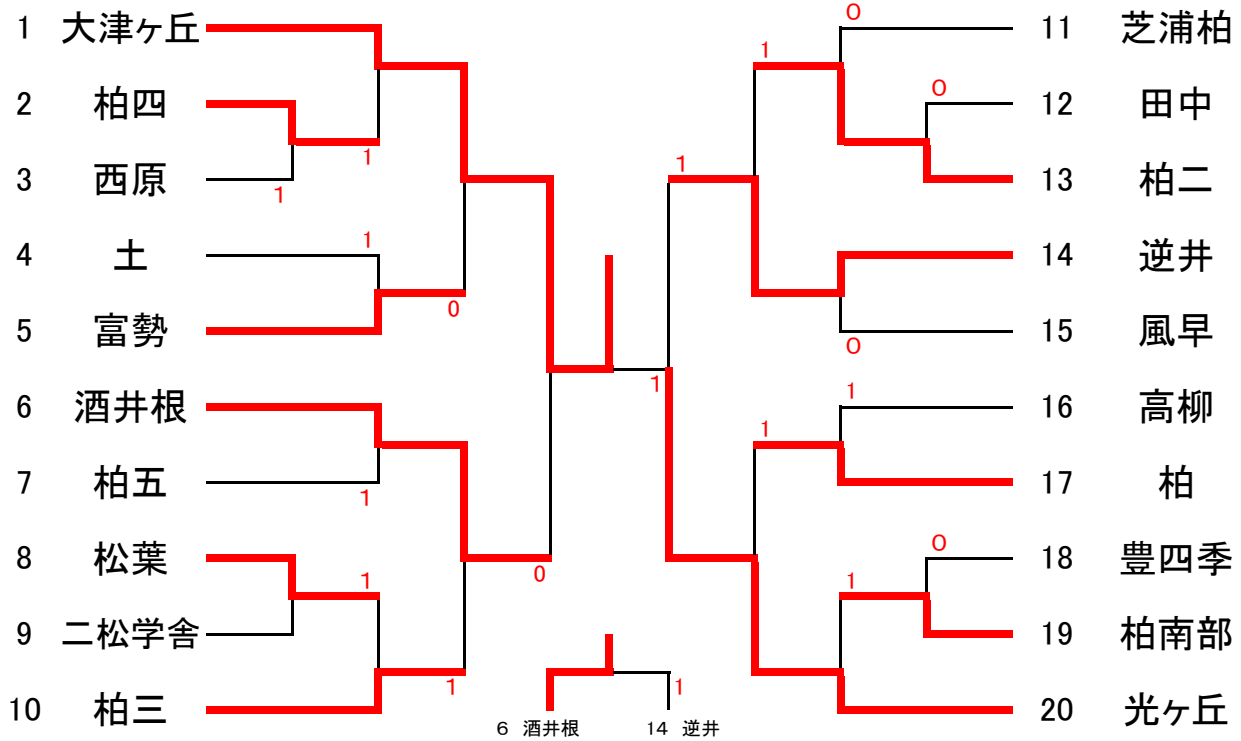 1 大津ヶ丘
2 柏四
1
3 西原
1
4 土
1
5 富勢
0
6 酒井根
7 柏五
1
8 松葉
1
9 二松学舎
10 柏三
1
0
1
6 酒井根
14 逆井
1
0
11 芝浦柏
1
0
12 田中
1
13 柏二
14 逆井
0
15 風早
1
16 高柳
1
17 柏
0
18 豊四季
1
19 柏南部
20 光ヶ丘